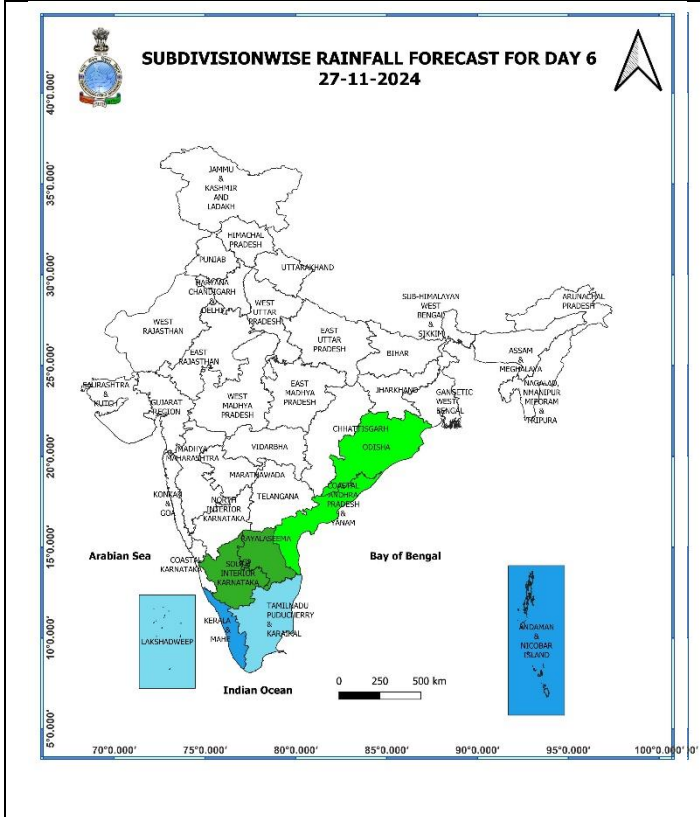 SUBDIVISIONWISE RAINFALL FORECAST FOR DAY 6
27-11-2024
40°0.000'
35°0.000'
30°0.000'
25°0.000'
20°0.000'
15°0.000'
10°0.000'
5°0.000'
JAMMU
&
KASHMIR
AND
LADAKH
HIMACHAL
PRADESH
PUNJAB
UTTARAKHAND
HARYANA
CHANDIGARH
&
DELHI
WEST
UTTAR
PRADESH
WEST
RAJASTHAN
EAST
RAJASTHAN
EAST
UTTAR
PRADESH
SUB-HIMALAYAN
WEST
BENGAL
&
SIKKIM
ARUNACHAL
PRADESH
BIHAR
ASSAM
&
MEGHALAYA
NAGALAD,
NMANIPUR
MIPORAM
&
TRIPURA
SAURASHTRA
&
KUTCH
GUJARAT
REGION
WEST
MADHYA
PRADESH
EAST
MADHYA
PRADESH
JHARKHAND
GANGETIC
WEST
BENGAL
CHHATTISGARH
ODISHA
MADHYA
MAHARASHTRA
VIDARBHA
MARATHAWADA
KONKAN
&
GOA
NORTH
INTERIOR
KARNATAKA
TELANGANA
COASTAL
ANDHRA
PRADESH
&
YANAM
RAYALASEEMA
Arabian Sea
Bay of Bengal
COASTAL
KARNATAKA
SOUTH
INTERIOR
KARNATAKA
TAMILNADU
PUDUCHERRY
&
KARAIKAL
KERALA
&
MAHE
LAKSHADWEEP
ANDAMAN
&
NICOBAR
ISLAND
Indian Ocean
0 250 500 km
70°0.000' 75°0.000' 80°0.000' 85°0.000' 90°0.000' 95°0.000' 100°0.000'